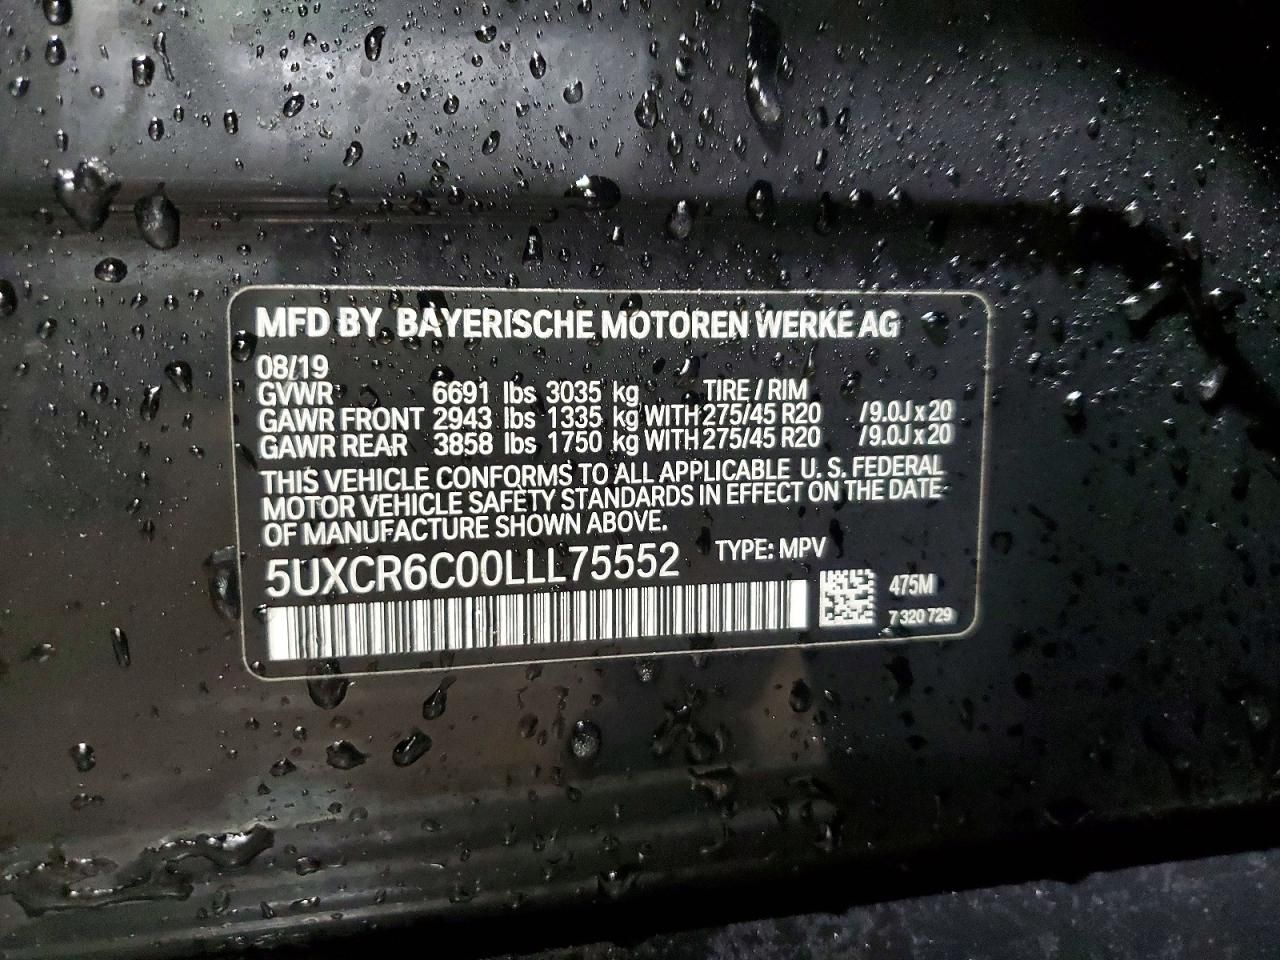 MFD BY BAYERISCHE MOTOREN WERKE AG
08/19
GVWR 6691 lbs 3035 kg TIRE / RIM
GAWR FRONT 2943 lbs 1335 kg WITH 275/45 R20 /9.0J x 20
GAWR REAR 3858 lbs 1750 kg WITH 275/45 R20 /9.0J x 20
THIS VEHICLE CONFORMS TO ALL APPLICABLE U. S. FEDERAL
MOTOR VEHICLE SAFETY STANDARDS IN EFFECT ON THE DATE
OF MANUFACTURE SHOWN ABOVE.
5UXCR6C00LLL75552 TYPE: MPV
475M
7 320 729